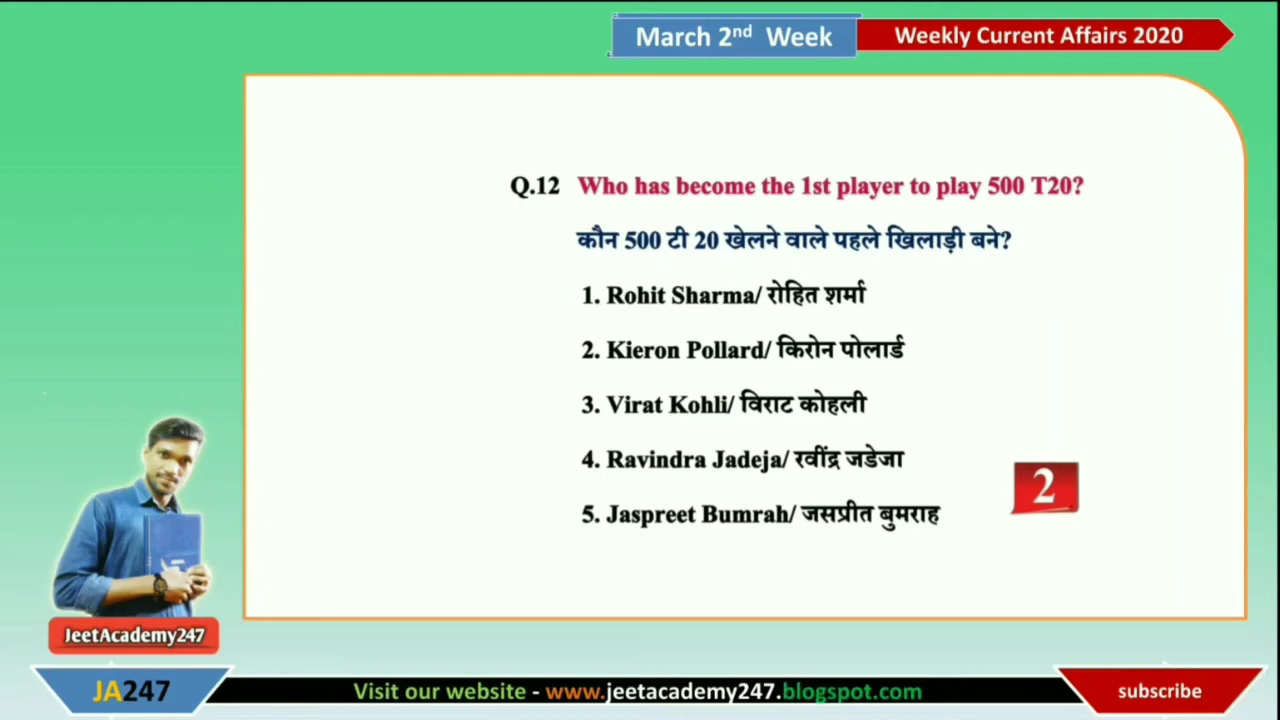 March 2nd Week
Weekly Current Affairs 2020
Q.12 Who has become the 1st player to play 500 T20?
कौन 500 टी 20 खेलने वाले पहले खिलाड़ी बने?
1. Rohit Sharma/ रोहित शर्मा
2. Kieron Pollard/ किरोन पोलार्ड
3. Virat Kohli/ विराट कोहली
4. Ravindra Jadeja/ रवींद्र जडेजा
5. Jaspreet Bumrah/ जसप्रीत बुमराह
2
JeetAcademy247
JA247
Visit our website - www.jeetacademy247.blogspot.com
subscribe